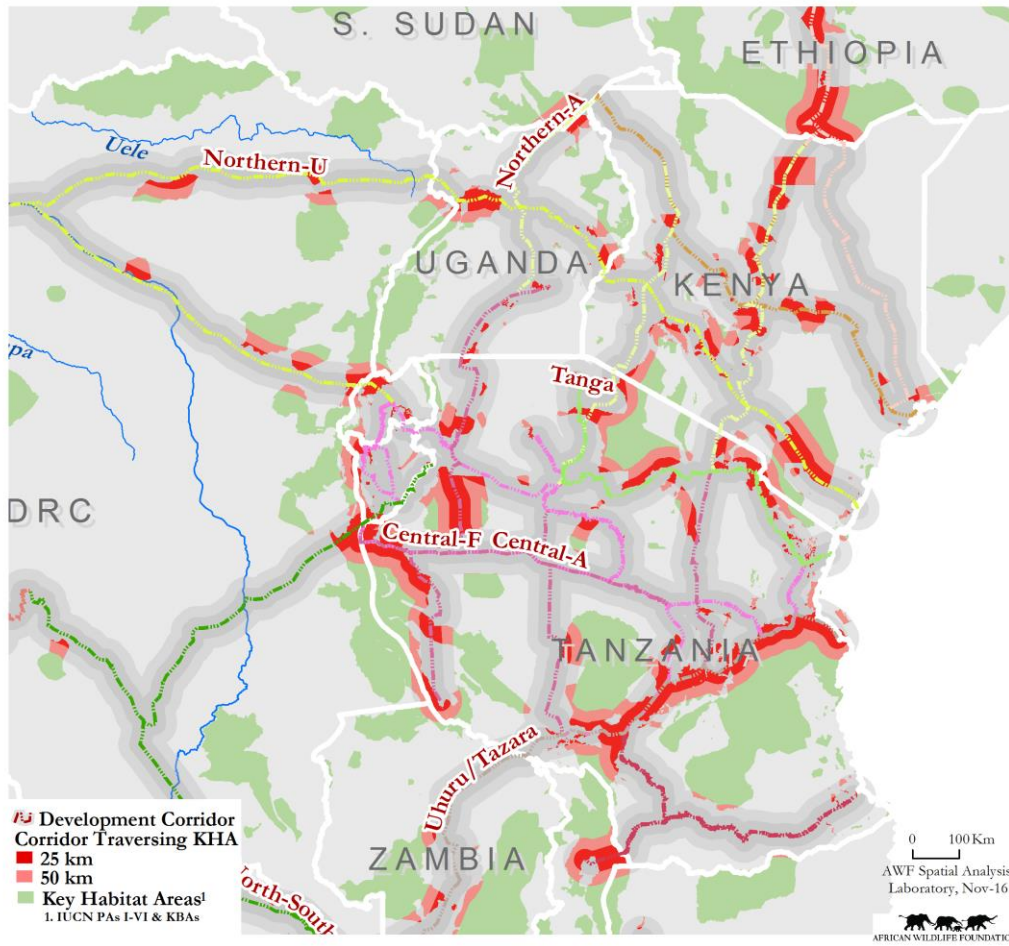 S. SUDAN
ETHIOPIA
Uele
Northern-U
Northern-A
UGANDA
KENYA
pa
Tanga
DRC
Central-F Central-A
TANZANIA
Uhuru/Tazara
ZAMBIA
North-South
Development Corridor
Corridor Traversing KHA
25 km
50 km
Key Habitat Areas¹
1. IUCN PAs I-VI & KBAs
0 100 Km
AWF Spatial Analysis
Laboratory, Nov-16
AFRICAN WILDLIFE FOUNDATION